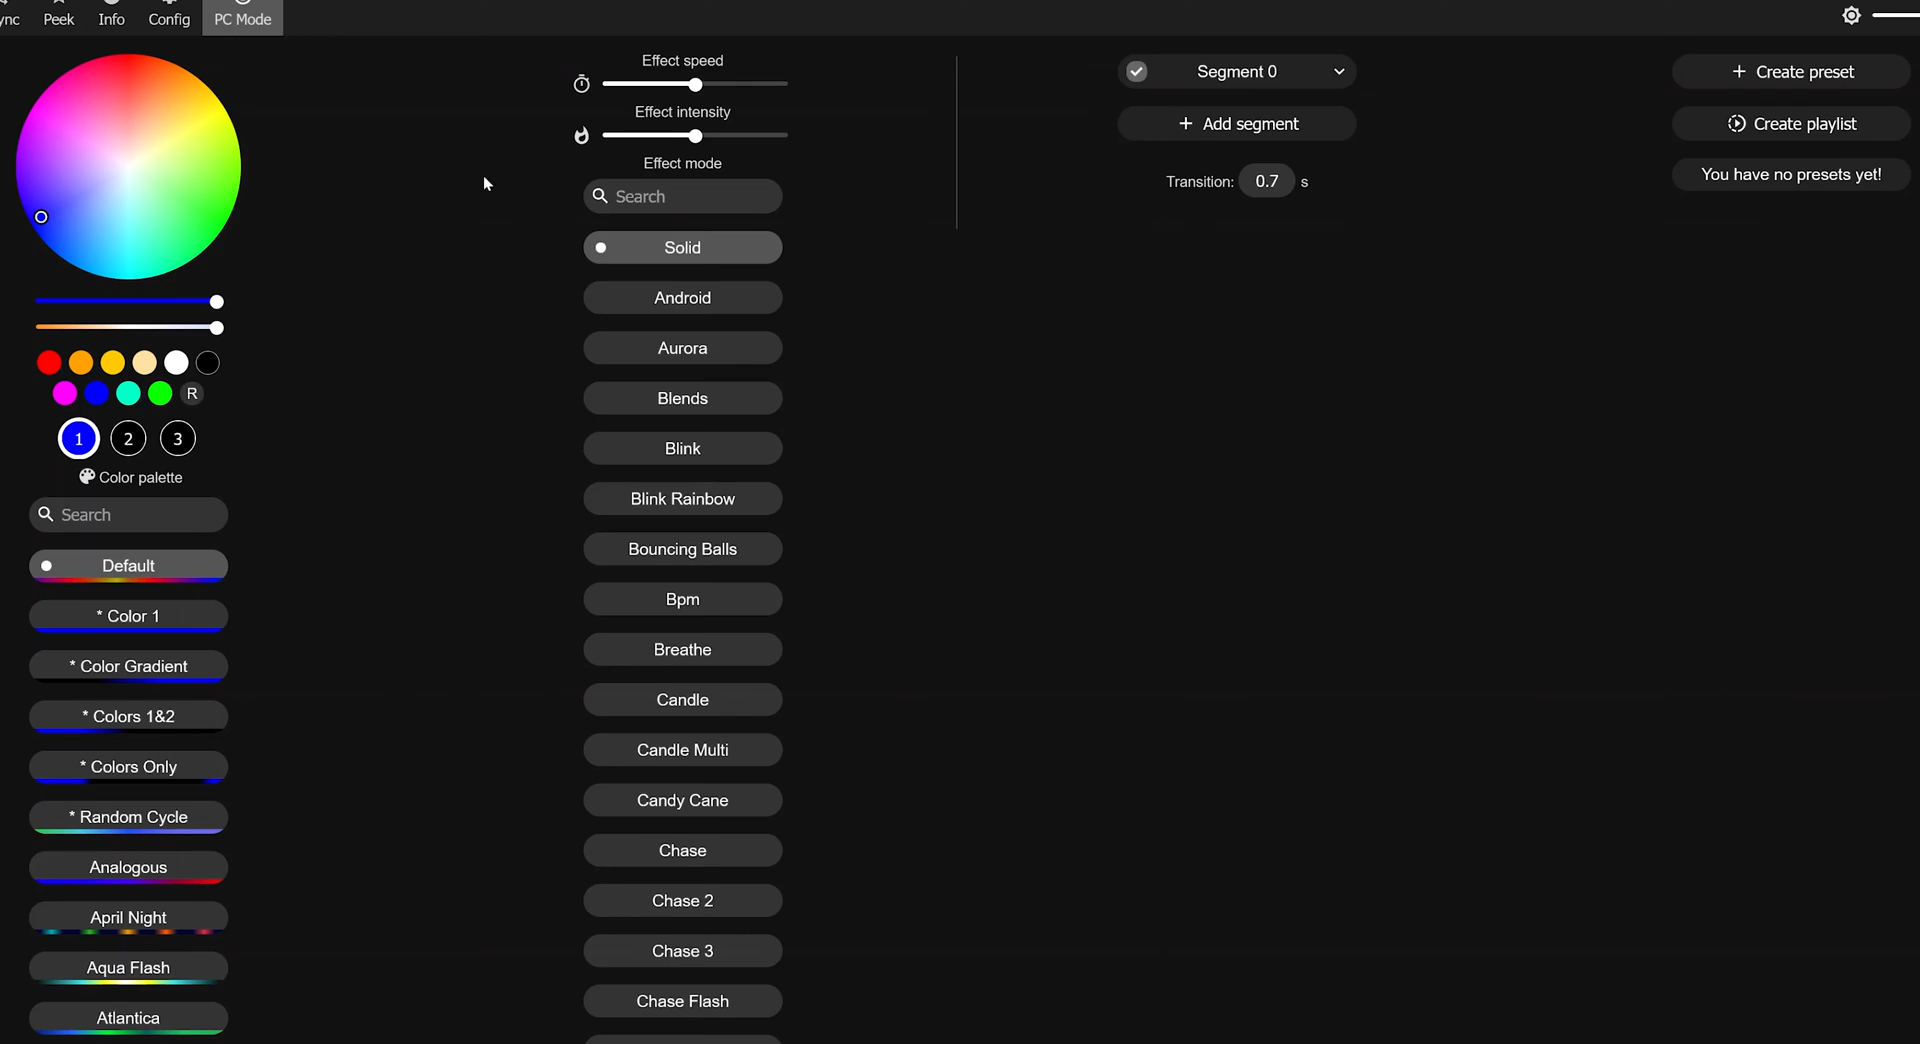 ync Peek Info Config PC Mode
R
1 2 3
Color palette
Search
Default
* Color 1
* Color Gradient
* Colors 1&2
* Colors Only
* Random Cycle
Analogous
April Night
Aqua Flash
Atlantica
Effect speed
Effect intensity
Effect mode
Search
Solid
Android
Aurora
Blends
Blink
Blink Rainbow
Bouncing Balls
Bpm
Breathe
Candle
Candle Multi
Candy Cane
Chase
Chase 2
Chase 3
Chase Flash
Segment 0
+ Add segment
Transition: 0.7 s
+ Create preset
Create playlist
You have no presets yet!